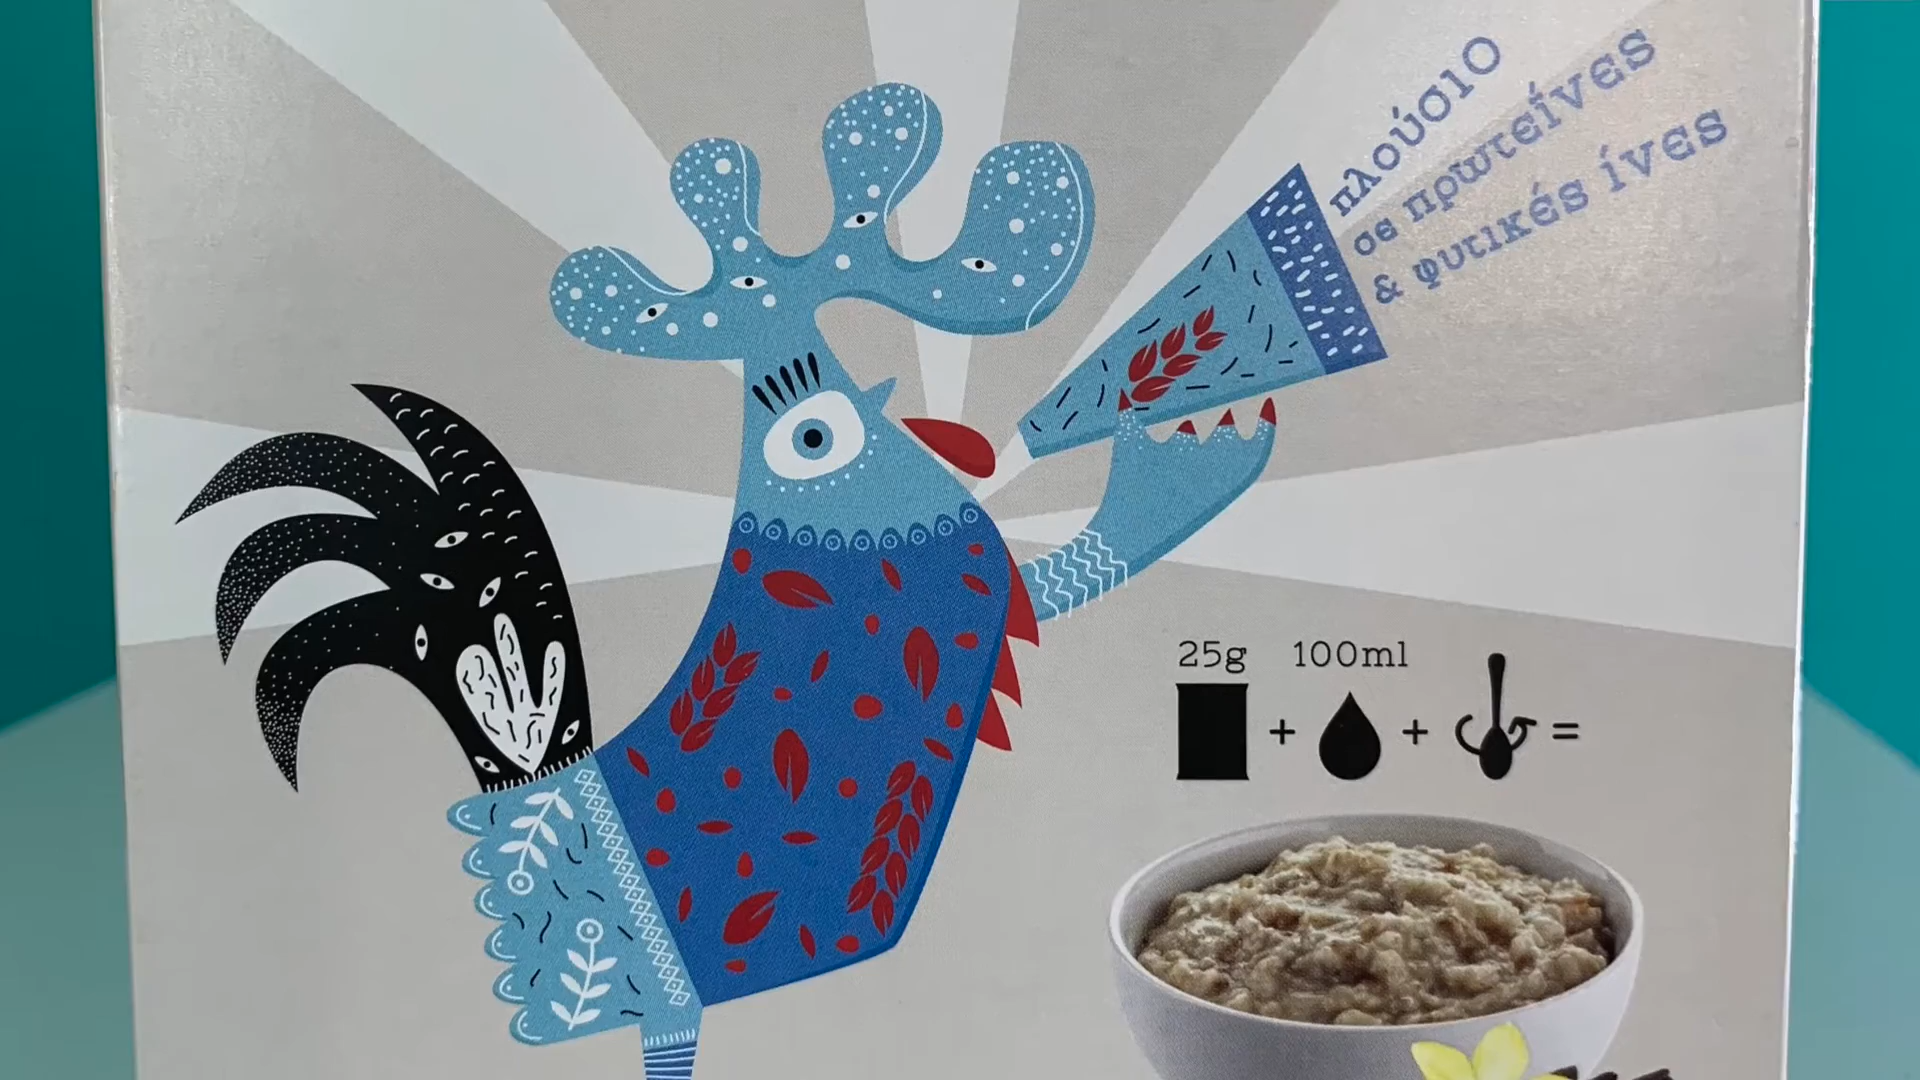 πλούσιο
σε πρωτεΐνες
& φυτικές ίνες
25g 100ml
+ + =